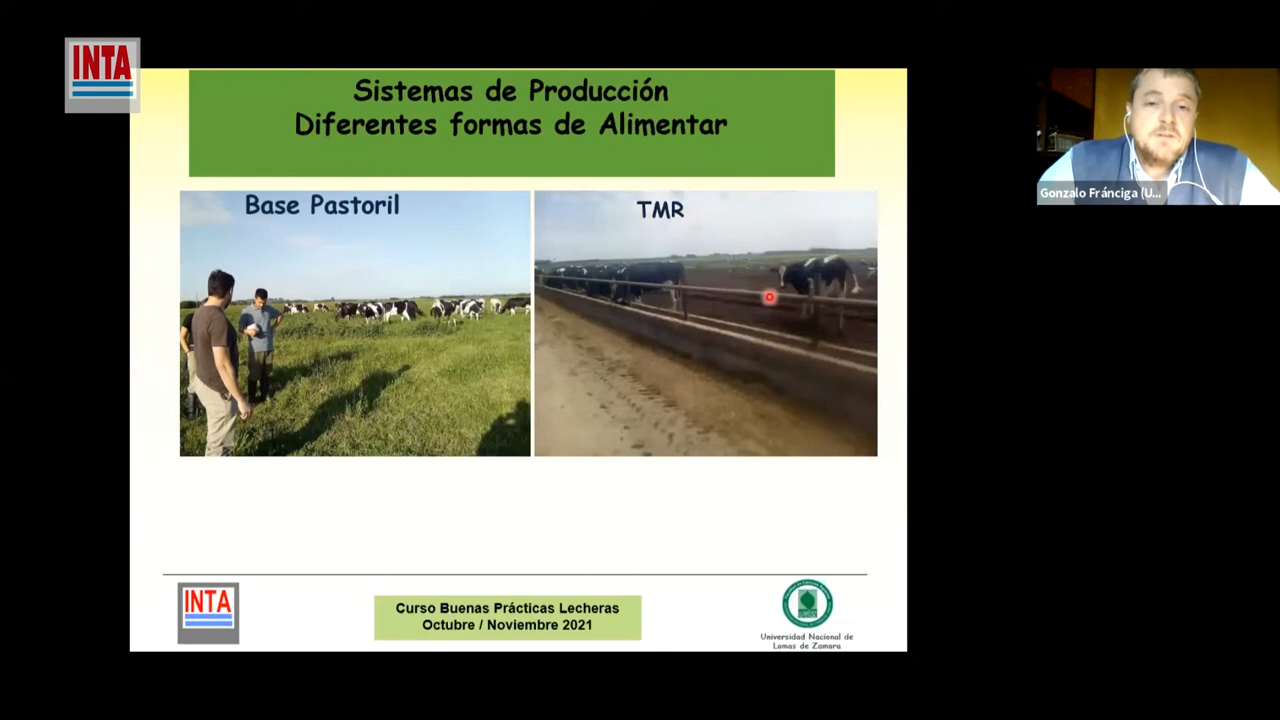 INTA
Sistemas de Producción
Diferentes formas de Alimentar
Base Pastoril
TMR
Gonzalo Fránciga (U...
INTA
Curso Buenas Prácticas Lecheras
Octubre / Noviembre 2021
Universidad Nacional de
Lomas de Zamora